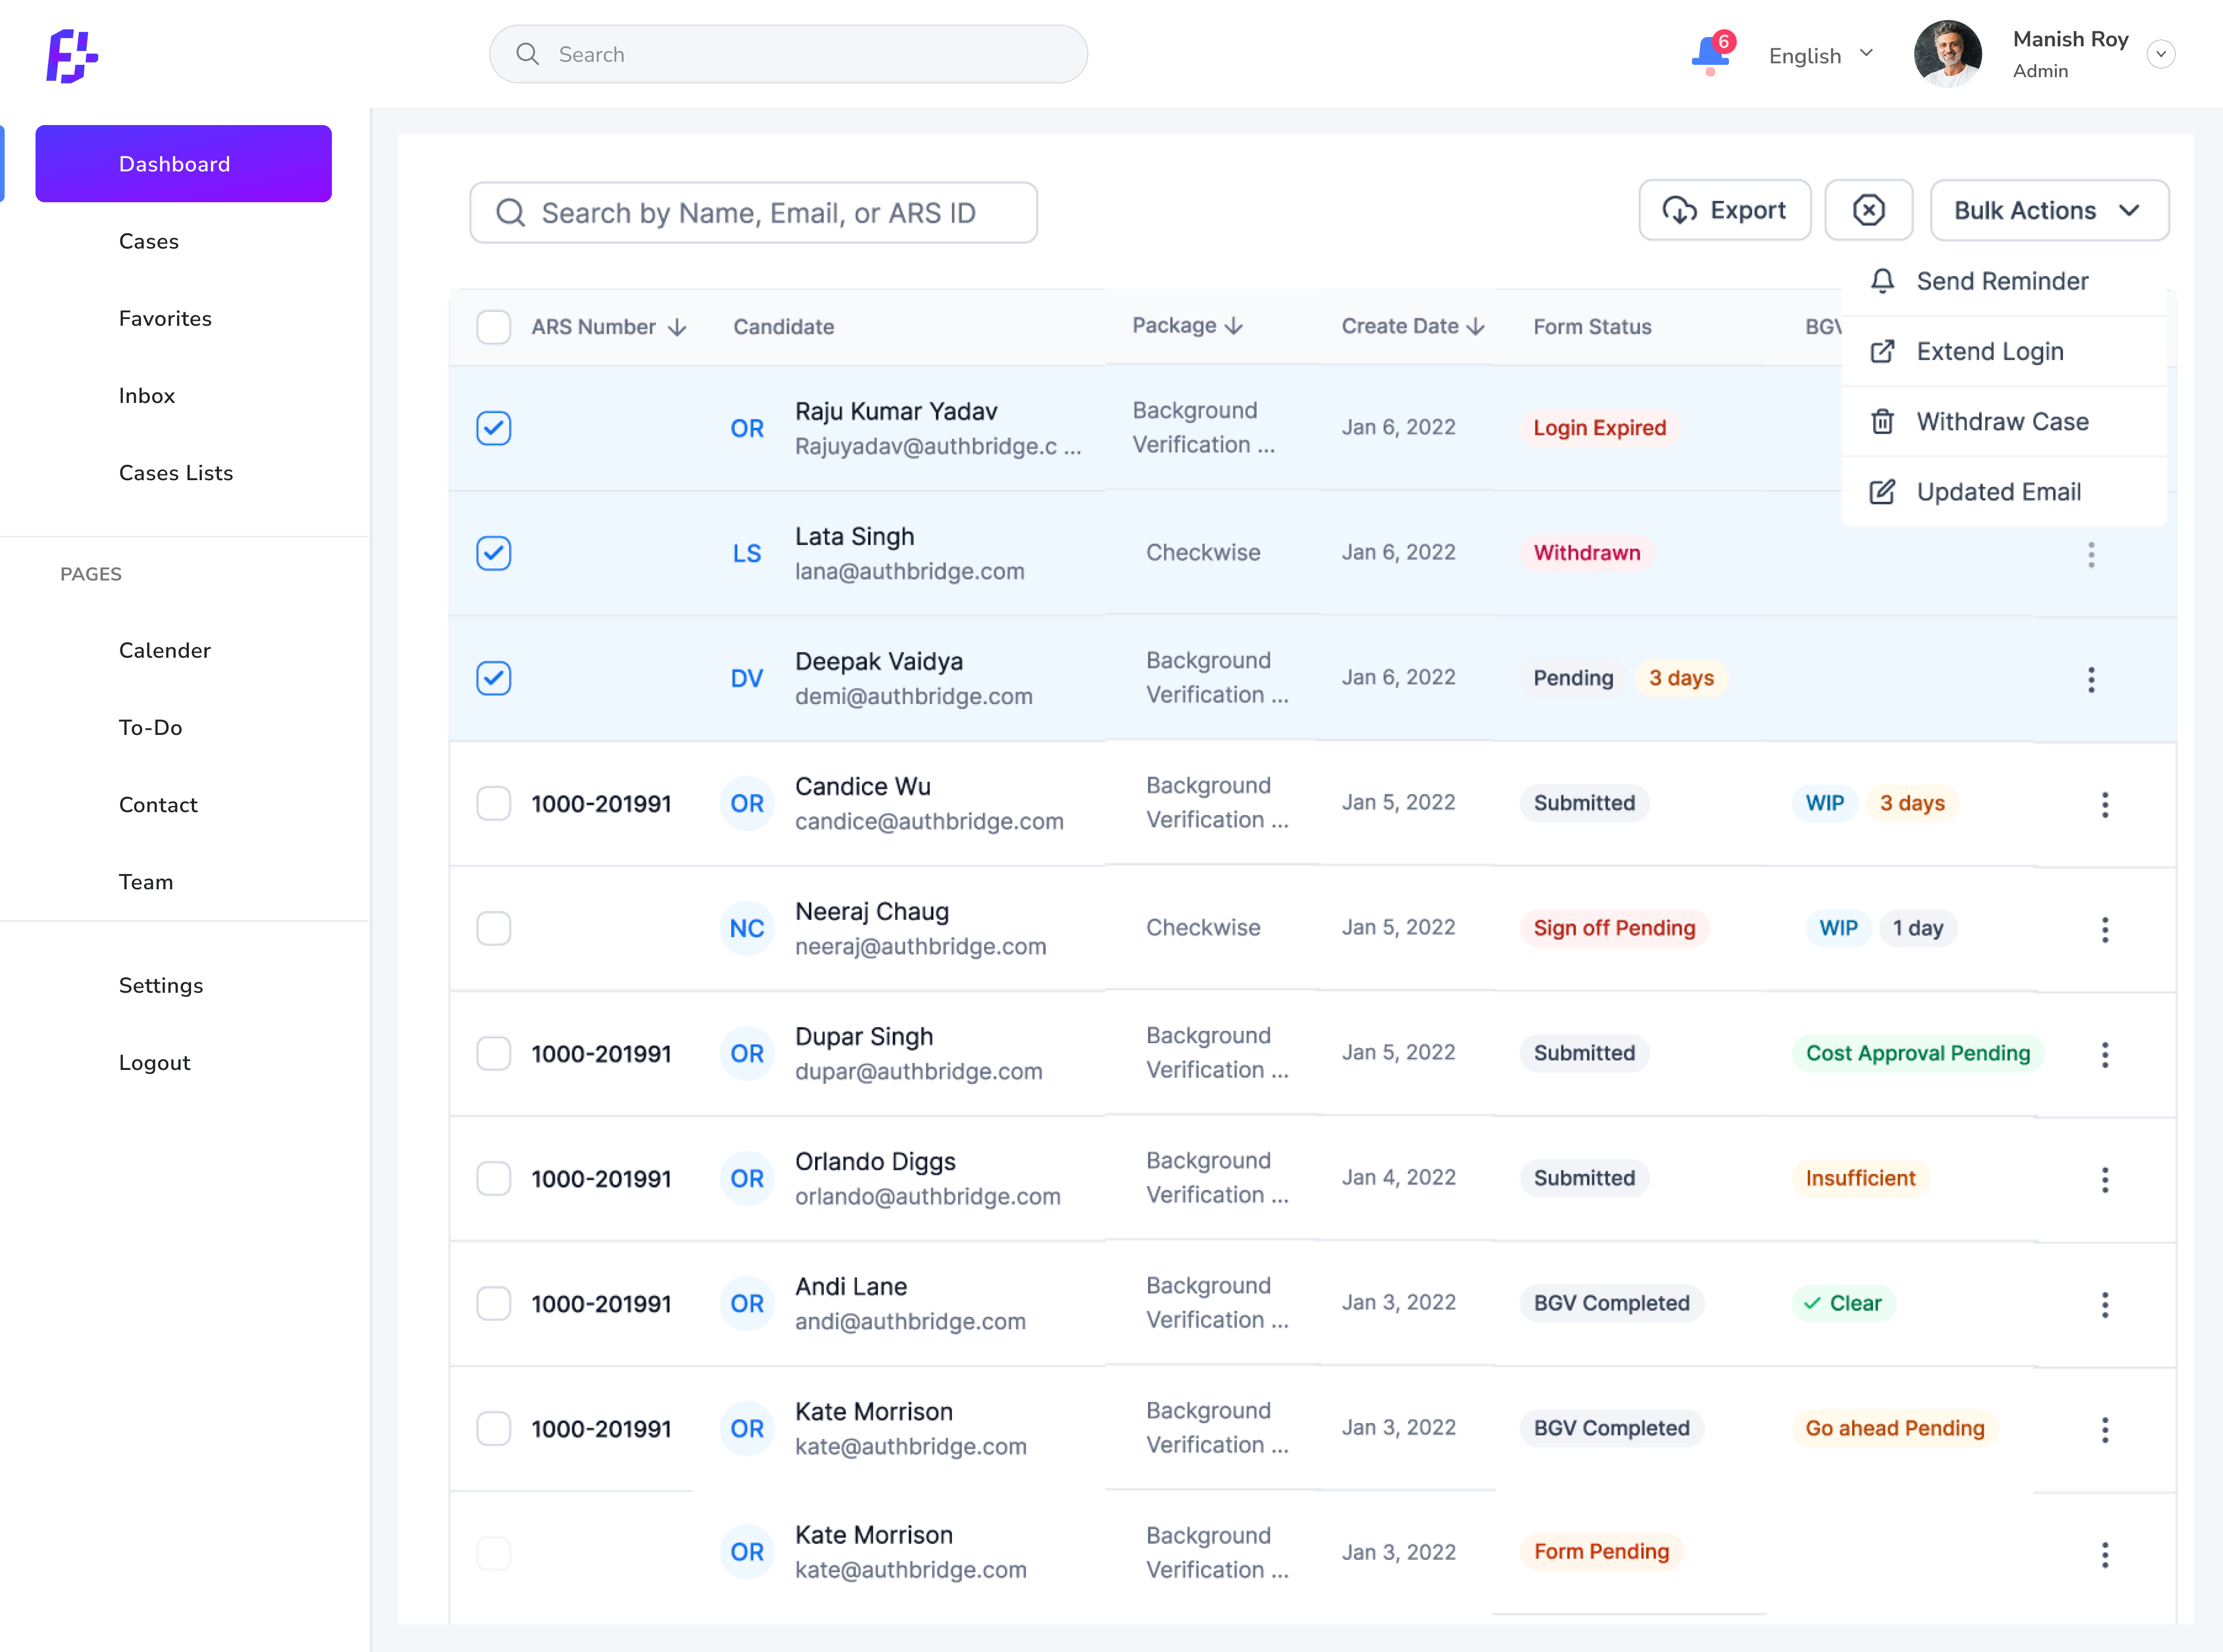 Search
6
English
Manish Roy
Admin
Dashboard
Cases
Favorites
Inbox
Cases Lists
PAGES
Calender
To-Do
Contact
Team
Settings
Logout
Search by Name, Email, or ARS ID
Export
Bulk Actions
Send Reminder
Extend Login
Withdraw Case
Updated Email
ARS Number Candidate Package Create Date Form Status BGV
OR Raju Kumar Yadav
Rajuyadav@authbridge.c ...
Background
Verification ...
Jan 6, 2022
Login Expired
LS Lata Singh
lana@authbridge.com
Checkwise
Jan 6, 2022
Withdrawn
DV Deepak Vaidya
demi@authbridge.com
Background
Verification ...
Jan 6, 2022
Pending 3 days
1000-201991
OR Candice Wu
candice@authbridge.com
Background
Verification ...
Jan 5, 2022
Submitted
WIP 3 days
NC Neeraj Chaug
neeraj@authbridge.com
Checkwise
Jan 5, 2022
Sign off Pending
WIP 1 day
1000-201991
OR Dupar Singh
dupar@authbridge.com
Background
Verification ...
Jan 5, 2022
Submitted
Cost Approval Pending
1000-201991
OR Orlando Diggs
orlando@authbridge.com
Background
Verification ...
Jan 4, 2022
Submitted
Insufficient
1000-201991
OR Andi Lane
andi@authbridge.com
Background
Verification ...
Jan 3, 2022
BGV Completed
Clear
1000-201991
OR Kate Morrison
kate@authbridge.com
Background
Verification ...
Jan 3, 2022
BGV Completed
Go ahead Pending
OR Kate Morrison
kate@authbridge.com
Background
Verification ...
Jan 3, 2022
Form Pending